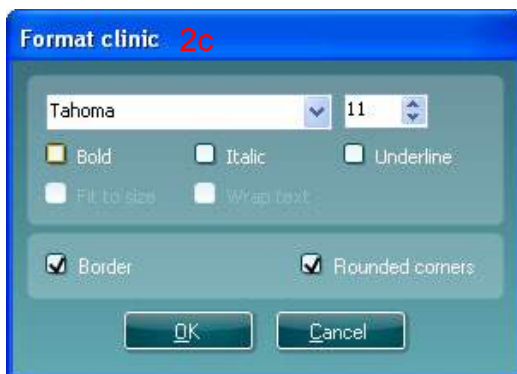 Format clinic 2c
Tahoma 11
Bold Italic Underline
Fit to size Wrap text
Border Rounded corners
OK Cancel